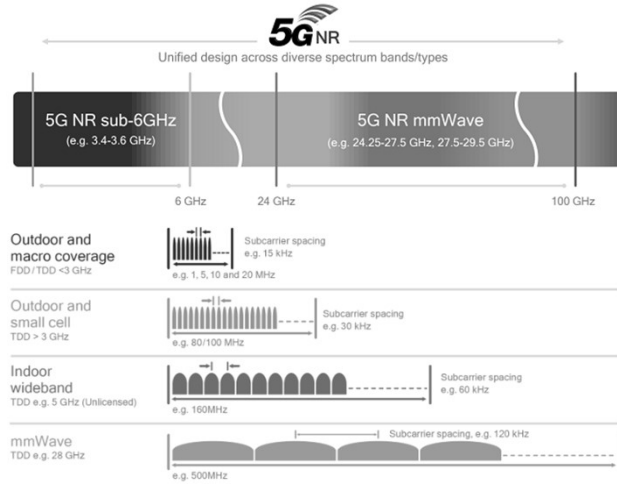 5G NR
Unified design across diverse spectrum bands/types
5G NR sub-6GHz
(e.g. 3.4-3.6 GHz)
5G NR mmWave
(e.g. 24.25-27.5 GHz, 27.5-29.5 GHz)
6 GHz
24 GHz
100 GHz
Outdoor and
macro coverage
FDD/TDD <3 GHz
Subcarrier spacing
e.g. 15 kHz
e.g. 1, 5, 10 and 20 MHz
Outdoor and
small cell
TDD > 3 GHz
Subcarrier spacing
e.g. 30 kHz
e.g. 80/100 MHz
Indoor
wideband
TDD e.g. 5 GHz (Unlicensed)
Subcarrier spacing
e.g. 60 kHz
e.g. 160MHz
mmWave
TDD e.g. 28 GHz
Subcarrier spacing, e.g. 120 kHz
e.g. 500MHz